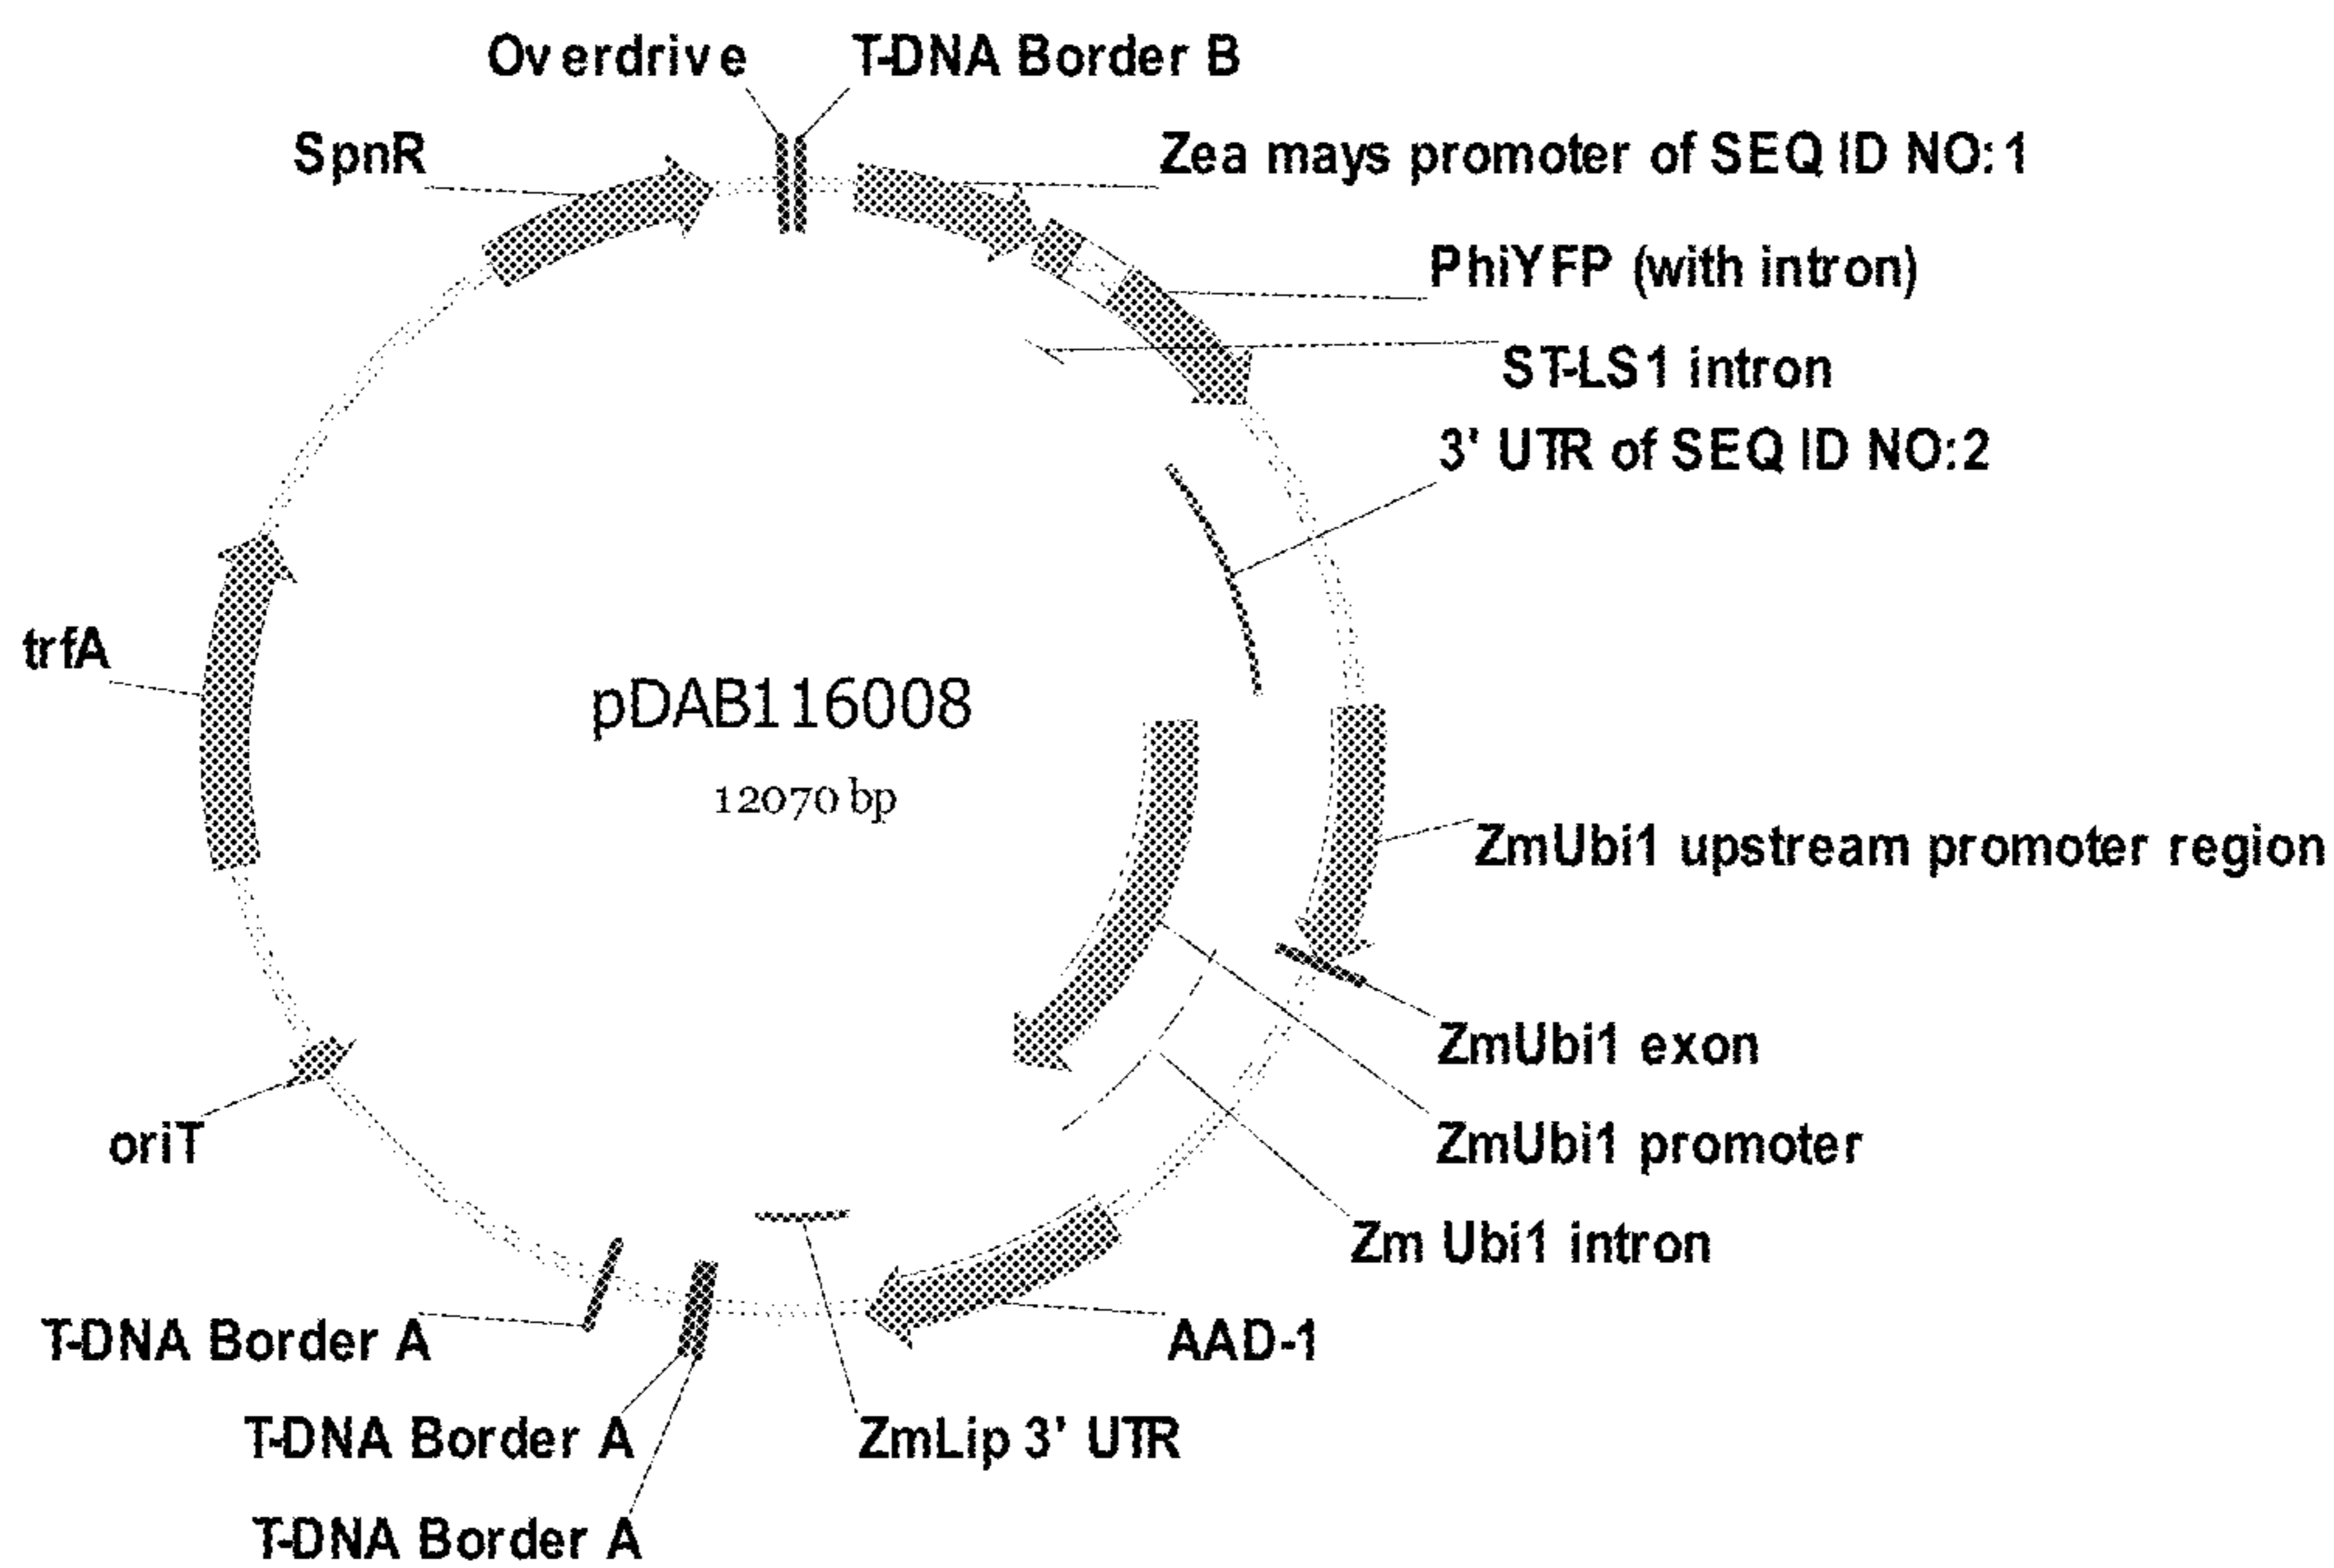 Overdrive
T-DNA Border B
SpnR
Zea mays promoter of SEQ ID NO:1
PhiYFP (with intron)
ST-LS1 intron
3' UTR of SEQ ID NO:2
trfA
pDAB116008
12070 bp
ZmUbi1 upstream promoter region
ZmUbi1 exon
oriT
ZmUbi1 promoter
Zm Ubi1 intron
T-DNA Border A
AAD-1
T-DNA Border A
ZmLip 3' UTR
T-DNA Border A